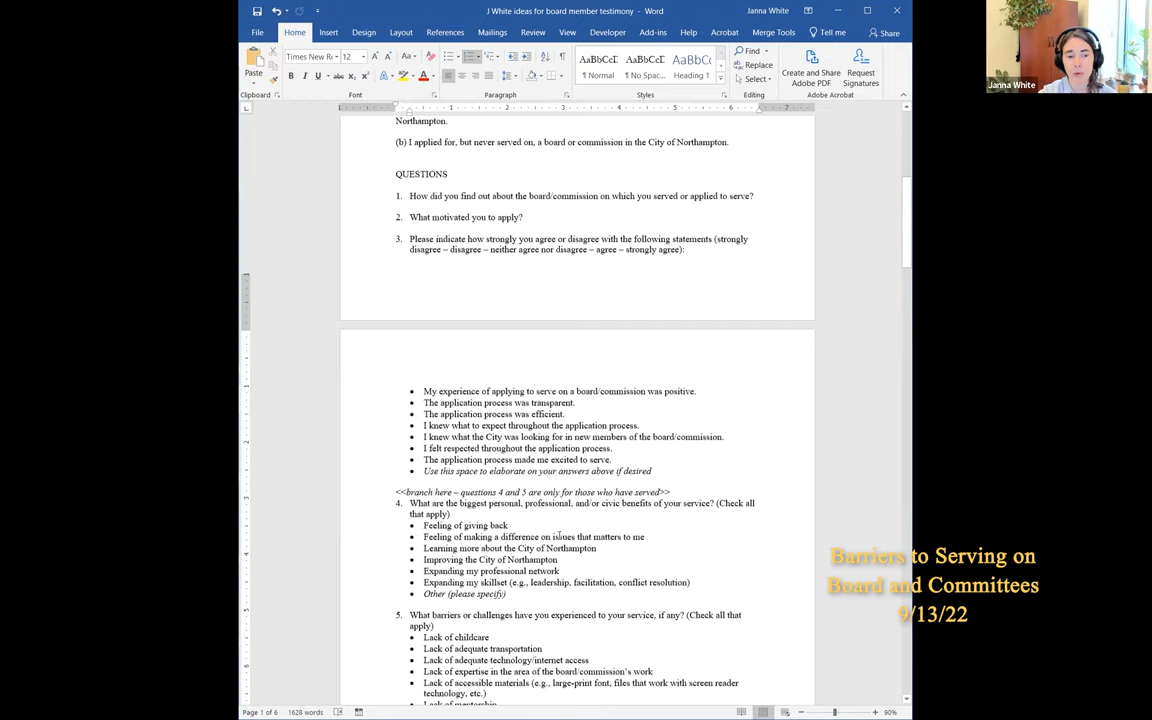 J White ideas for board member testimony - Word
Janna White
File Home Insert Design Layout References Mailings Review View Developer Add-ins Help Acrobat Merge Tools Tell me Share
Times New Ro 12
AaBbCcDd AaBbCcDd AaBbCc
¶ Normal ¶ No Spac... Heading 1
Find
Replace
Select
Paste
Create and Share Adobe PDF
Request Signatures
Clipboard Font Paragraph Styles Editing Adobe Acrobat
Janna White
Northampton.
(b) I applied for, but never served on, a board or commission in the City of Northampton.
QUESTIONS
1. How did you find out about the board/commission on which you served or applied to serve?
2. What motivated you to apply?
3. Please indicate how strongly you agree or disagree with the following statements (strongly
disagree – disagree – neither agree nor disagree – agree – strongly agree):
• My experience of applying to serve on a board/commission was positive.
• The application process was transparent.
• The application process was efficient.
• I knew what to expect throughout the application process.
• I knew what the City was looking for in new members of the board/commission.
• I felt respected throughout the application process.
• The application process made me excited to serve.
• Use this space to elaborate on your answers above if desired
<<branch here – questions 4 and 5 are only for those who have served>>
4. What are the biggest personal, professional, and/or civic benefits of your service? (Check all
that apply)
• Feeling of giving back
• Feeling of making a difference on issues that matters to me
• Learning more about the City of Northampton
• Improving the City of Northampton
• Expanding my professional network
• Expanding my skillset (e.g., leadership, facilitation, conflict resolution)
• Other (please specify)
5. What barriers or challenges have you experienced to your service, if any? (Check all that
apply)
• Lack of childcare
• Lack of adequate transportation
• Lack of adequate technology/internet access
• Lack of expertise in the area of the board/commission's work
• Lack of accessible materials (e.g., large-print font, files that work with screen reader
technology, etc.)
• Lack of mentorship
Barriers to Serving on
Board and Committees
9/13/22
Page 1 of 6 1628 words 90%